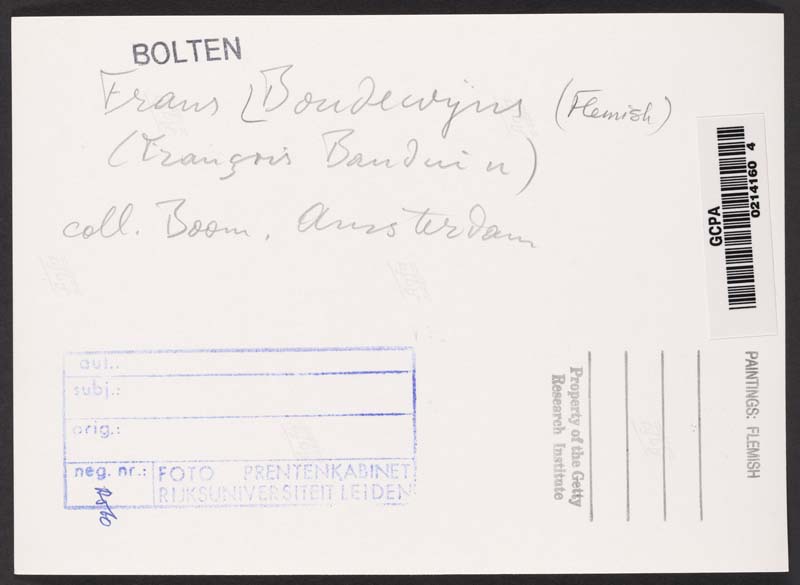 BOLTEN
Frans Boudewyns (Flemish)
(François Bauduin)
coll. Boom, Amsterdam
GCPA
0214160 4
PAINTINGS: FLEMISH
Property of the Getty
Research Institute
aut.:
subj.:
orig.:
neg. nr.: FOTO PRENTENKABINET
RIJKSUNIVERSITEIT LEIDEN